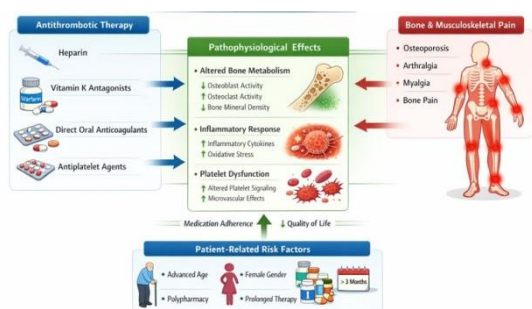 Antithrombotic Therapy
Heparin
Vitamin K Antagonists
Direct Oral Anticoagulants
Antiplatelet Agents
Pathophysiological Effects
• Altered Bone Metabolism
↓ Osteoblast Activity
↑ Osteoclast Activity
↓ Bone Mineral Density
• Inflammatory Response
↑ Inflammatory Cytokines
↑ Oxidative Stress
• Platelet Dysfunction
↑ Altered Platelet Signaling
↑ Microvascular Effects
Bone & Musculoskeletal Pain
• Osteoporosis
• Arthralgia
• Myalgia
• Bone Pain
Medication Adherence ↓ Quality of Life
Patient-Related Risk Factors
• Advanced Age
• Polypharmacy
• Female Gender
• Prolonged Therapy
> 3 Months